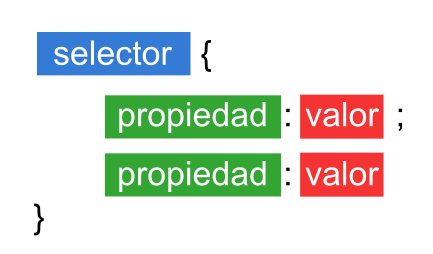 selector {
propiedad : valor ;
propiedad : valor
}